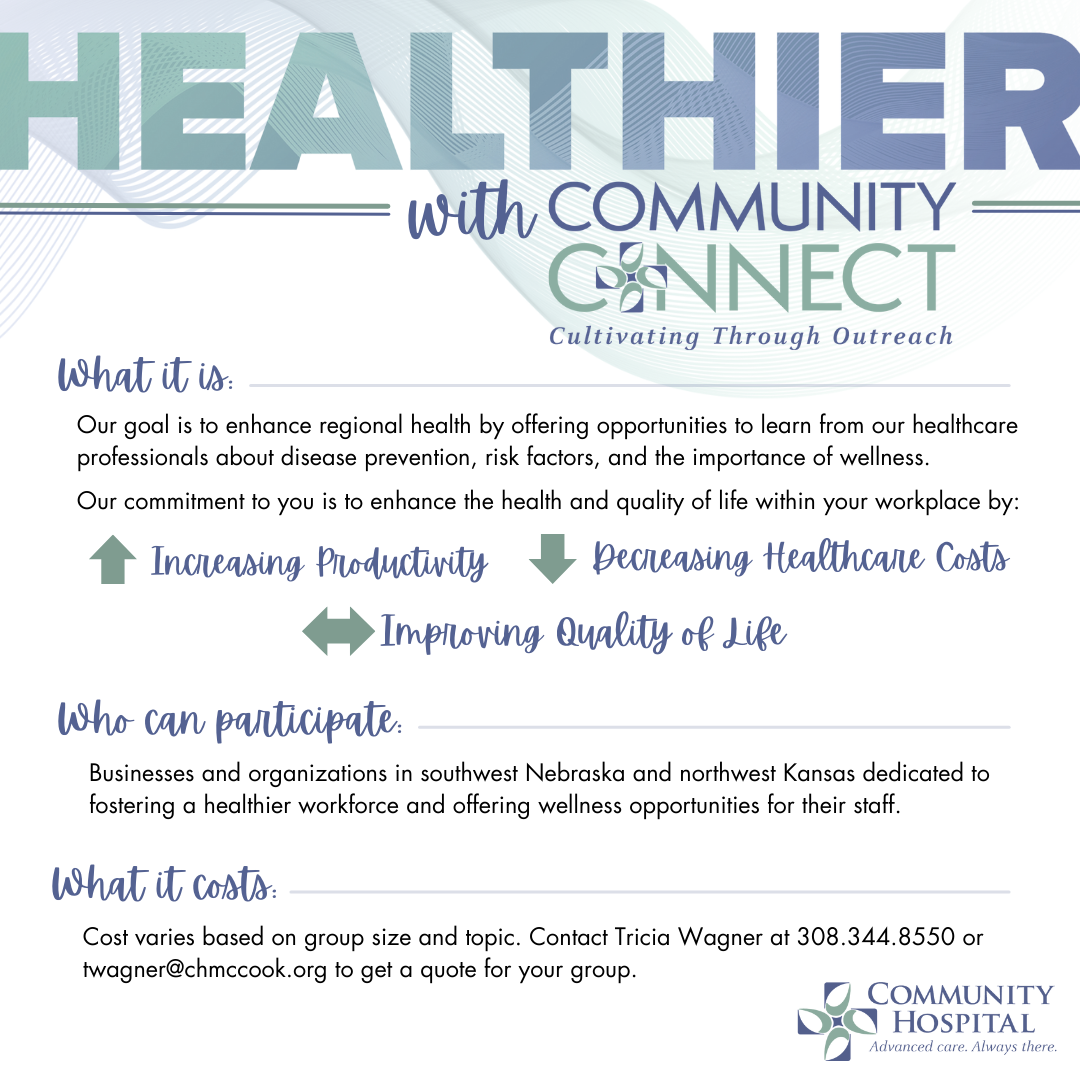 HEALTHIER
with COMMUNITY
CONNECT
Cultivating Through Outreach
What it is:
Our goal is to enhance regional health by offering opportunities to learn from our healthcare
professionals about disease prevention, risk factors, and the importance of wellness.
Our commitment to you is to enhance the health and quality of life within your workplace by:
Increasing Productivity
Decreasing Healthcare Costs
Improving Quality of Life
Who can participate:
Businesses and organizations in southwest Nebraska and northwest Kansas dedicated to
fostering a healthier workforce and offering wellness opportunities for their staff.
What it costs:
Cost varies based on group size and topic. Contact Tricia Wagner at 308.344.8550 or
twagner@chmccook.org to get a quote for your group.
COMMUNITY
HOSPITAL
Advanced care. Always there.